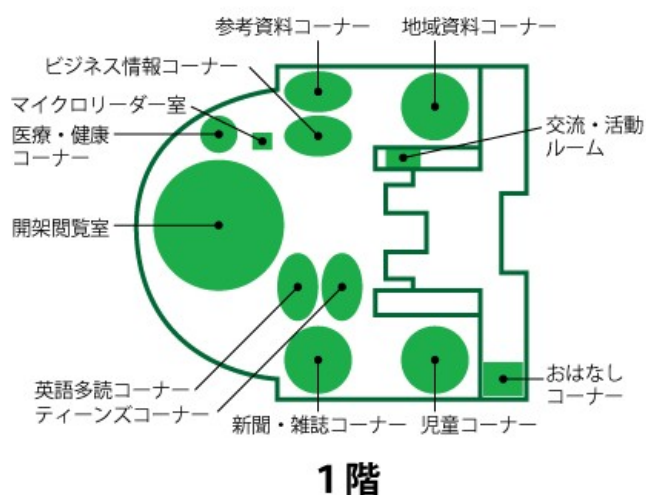 参考資料コーナー
地域資料コーナー
ビジネス情報コーナー
マイクロリーダー室
医療・健康
コーナー
交流・活動
ルーム
開架閲覧室
英語多読コーナー
ティーンズコーナー
新聞・雑誌コーナー
児童コーナー
おはなし
コーナー
1階